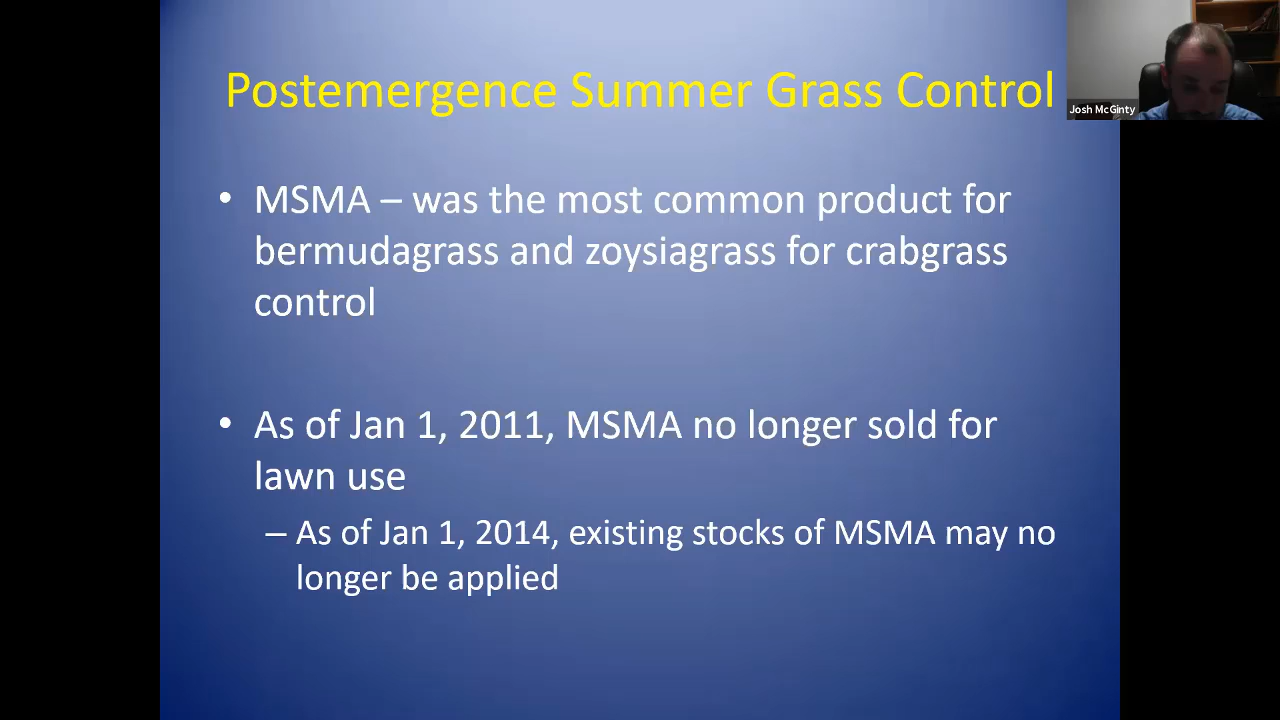 Postemergence Summer Grass Control
Josh McGinty
• MSMA – was the most common product for
bermudagrass and zoysiagrass for crabgrass
control
• As of Jan 1, 2011, MSMA no longer sold for
lawn use
– As of Jan 1, 2014, existing stocks of MSMA may no
longer be applied